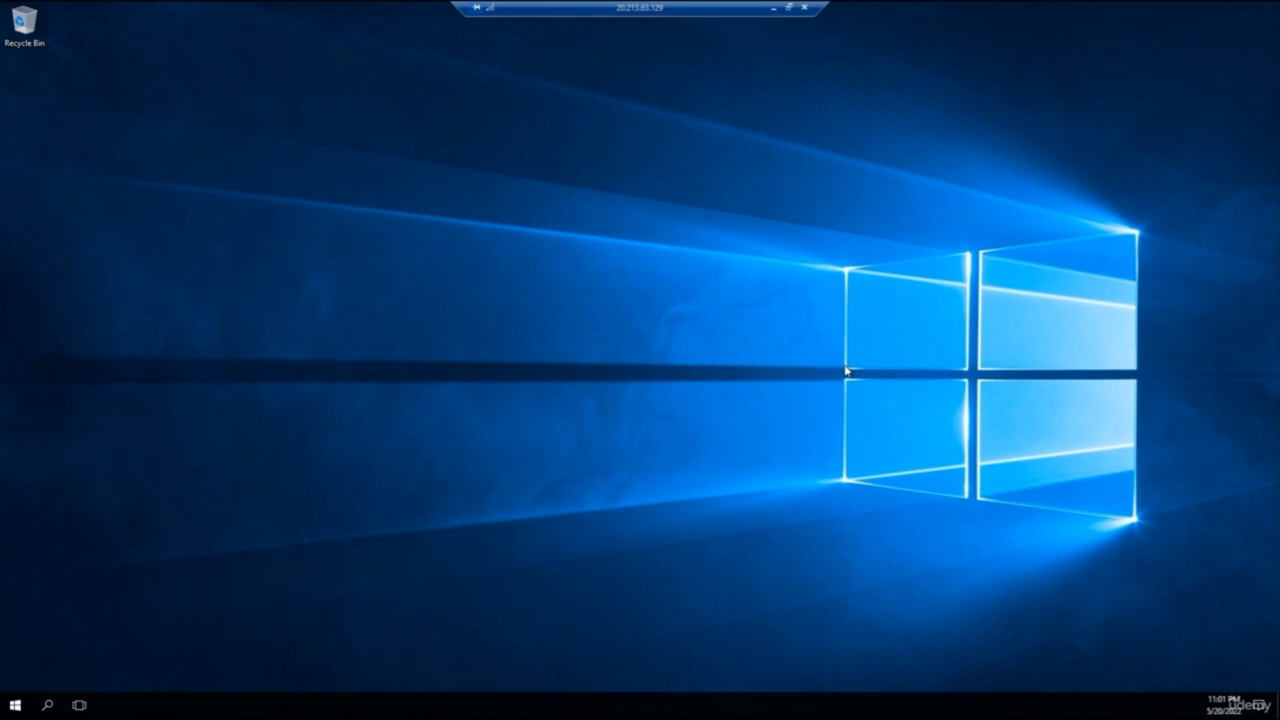 20.213.63.129
Recycle Bin
11:01 PM
5/20/2022
udemy